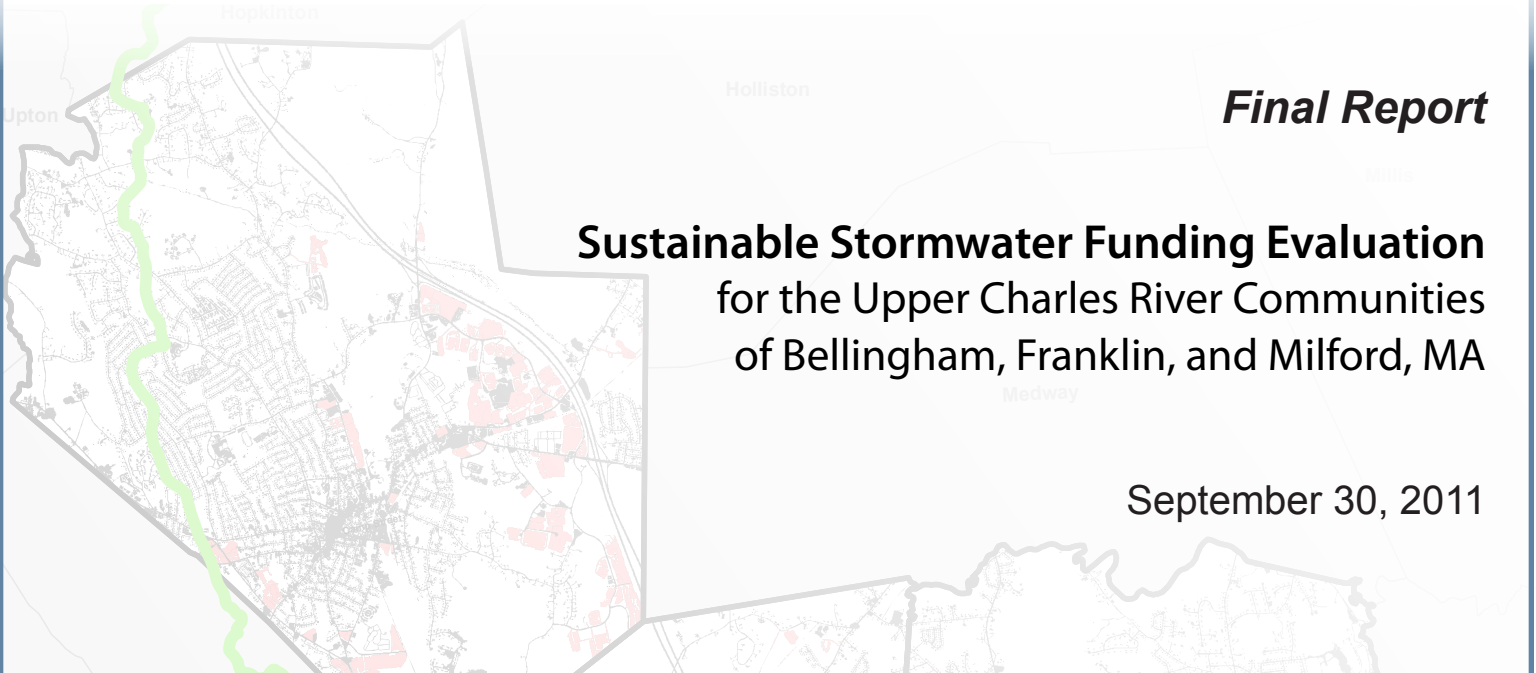 Hopkinton
Upton
Holliston
Final Report
Millis
Sustainable Stormwater Funding Evaluation
for the Upper Charles River Communities
of Bellingham, Franklin, and Milford, MA
Medway
September 30, 2011